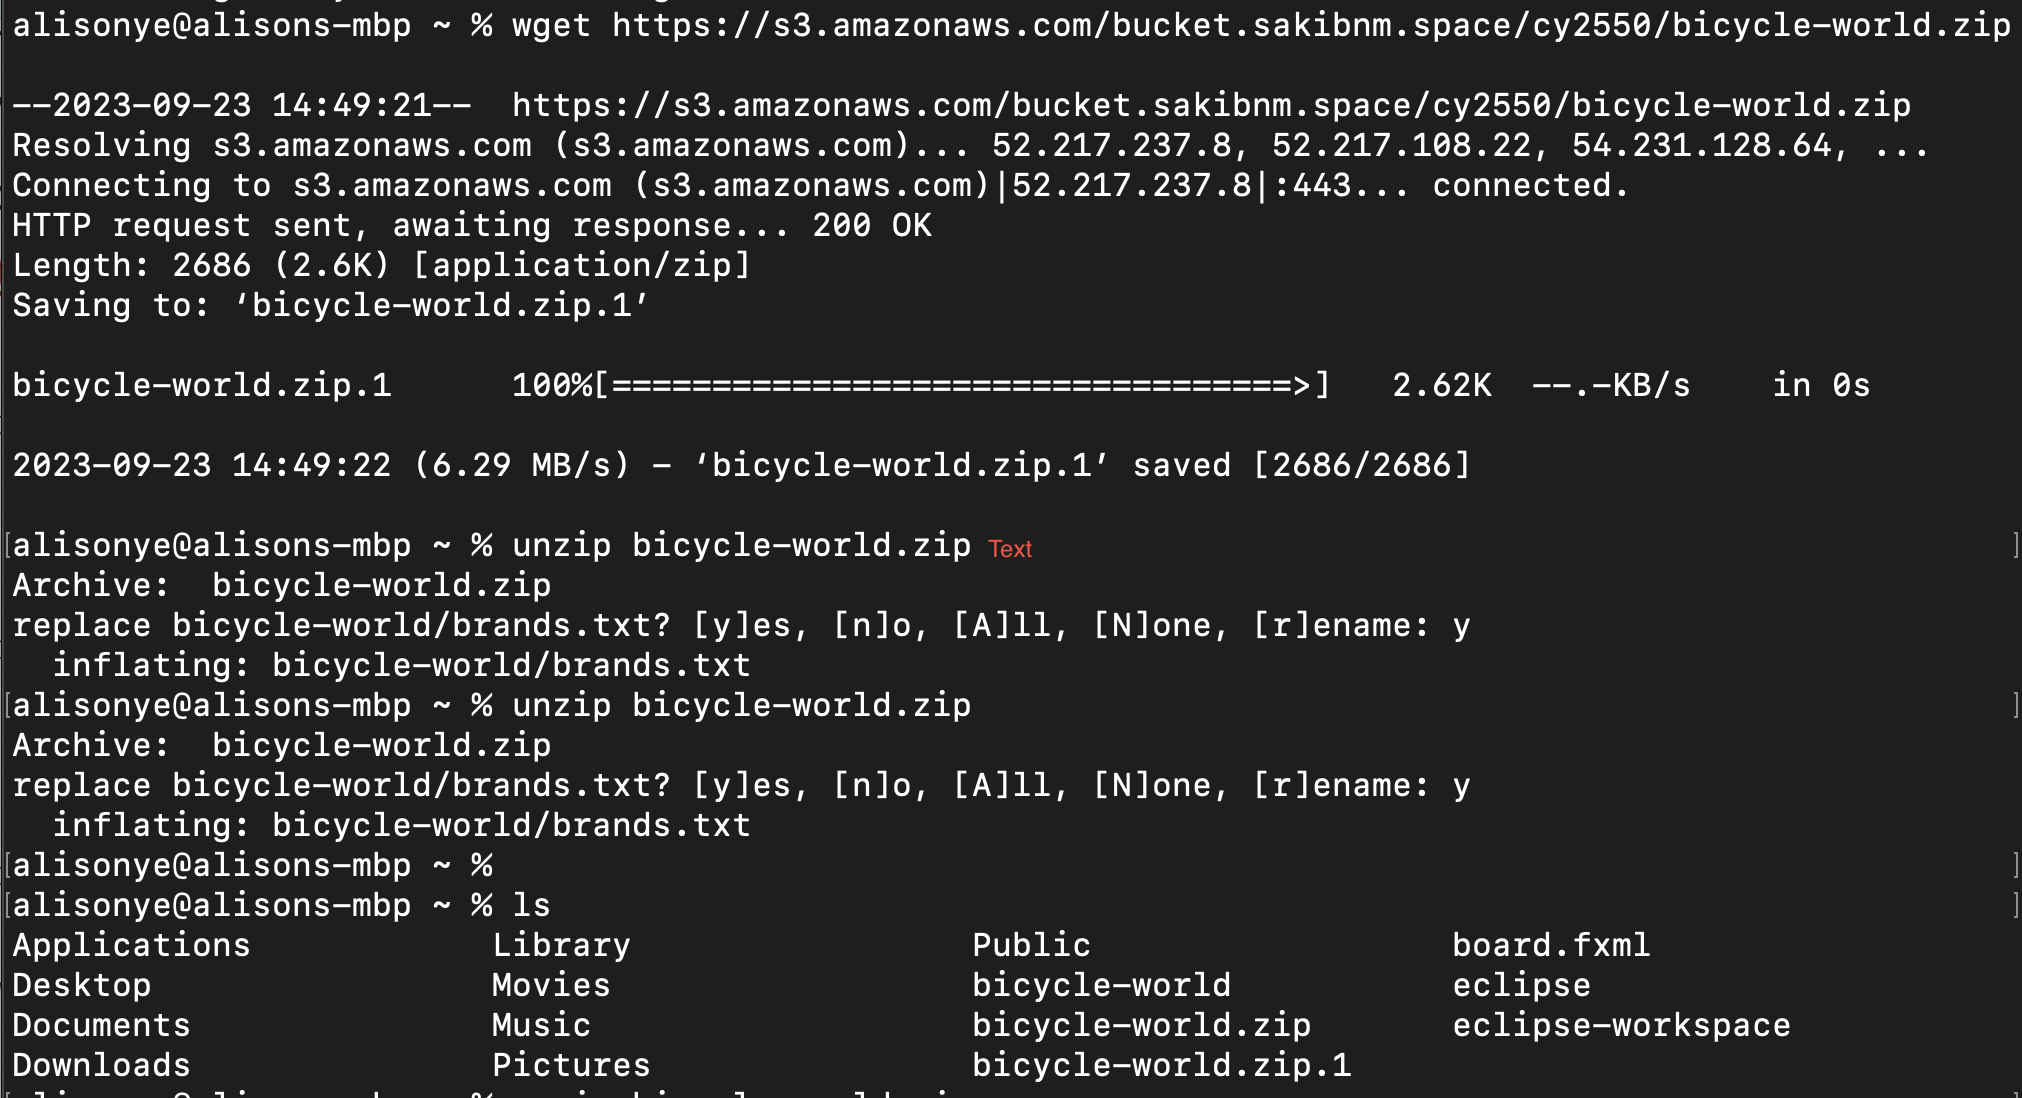 alisonye@alisons-mbp ~ % wget https://s3.amazonaws.com/bucket.sakibnm.space/cy2550/bicycle-world.zip
--2023-09-23 14:49:21--  https://s3.amazonaws.com/bucket.sakibnm.space/cy2550/bicycle-world.zip
Resolving s3.amazonaws.com (s3.amazonaws.com)... 52.217.237.8, 52.217.108.22, 54.231.128.64, ...
Connecting to s3.amazonaws.com (s3.amazonaws.com)|52.217.237.8|:443... connected.
HTTP request sent, awaiting response... 200 OK
Length: 2686 (2.6K) [application/zip]
Saving to: ‘bicycle-world.zip.1’
bicycle-world.zip.1      100%[==================================>]   2.62K  --.-KB/s    in 0s
2023-09-23 14:49:22 (6.29 MB/s) - ‘bicycle-world.zip.1’ saved [2686/2686]
[alisonye@alisons-mbp ~ % unzip bicycle-world.zip Text ]
Archive:  bicycle-world.zip
replace bicycle-world/brands.txt? [y]es, [n]o, [A]ll, [N]one, [r]ename: y
  inflating: bicycle-world/brands.txt
[alisonye@alisons-mbp ~ % unzip bicycle-world.zip ]
Archive:  bicycle-world.zip
replace bicycle-world/brands.txt? [y]es, [n]o, [A]ll, [N]one, [r]ename: y
  inflating: bicycle-world/brands.txt
[alisonye@alisons-mbp ~ % ]
[alisonye@alisons-mbp ~ % ls ]
Applications            Library                 Public                  board.fxml
Desktop                 Movies                  bicycle-world           eclipse
Documents               Music                   bicycle-world.zip       eclipse-workspace
Downloads               Pictures                bicycle-world.zip.1